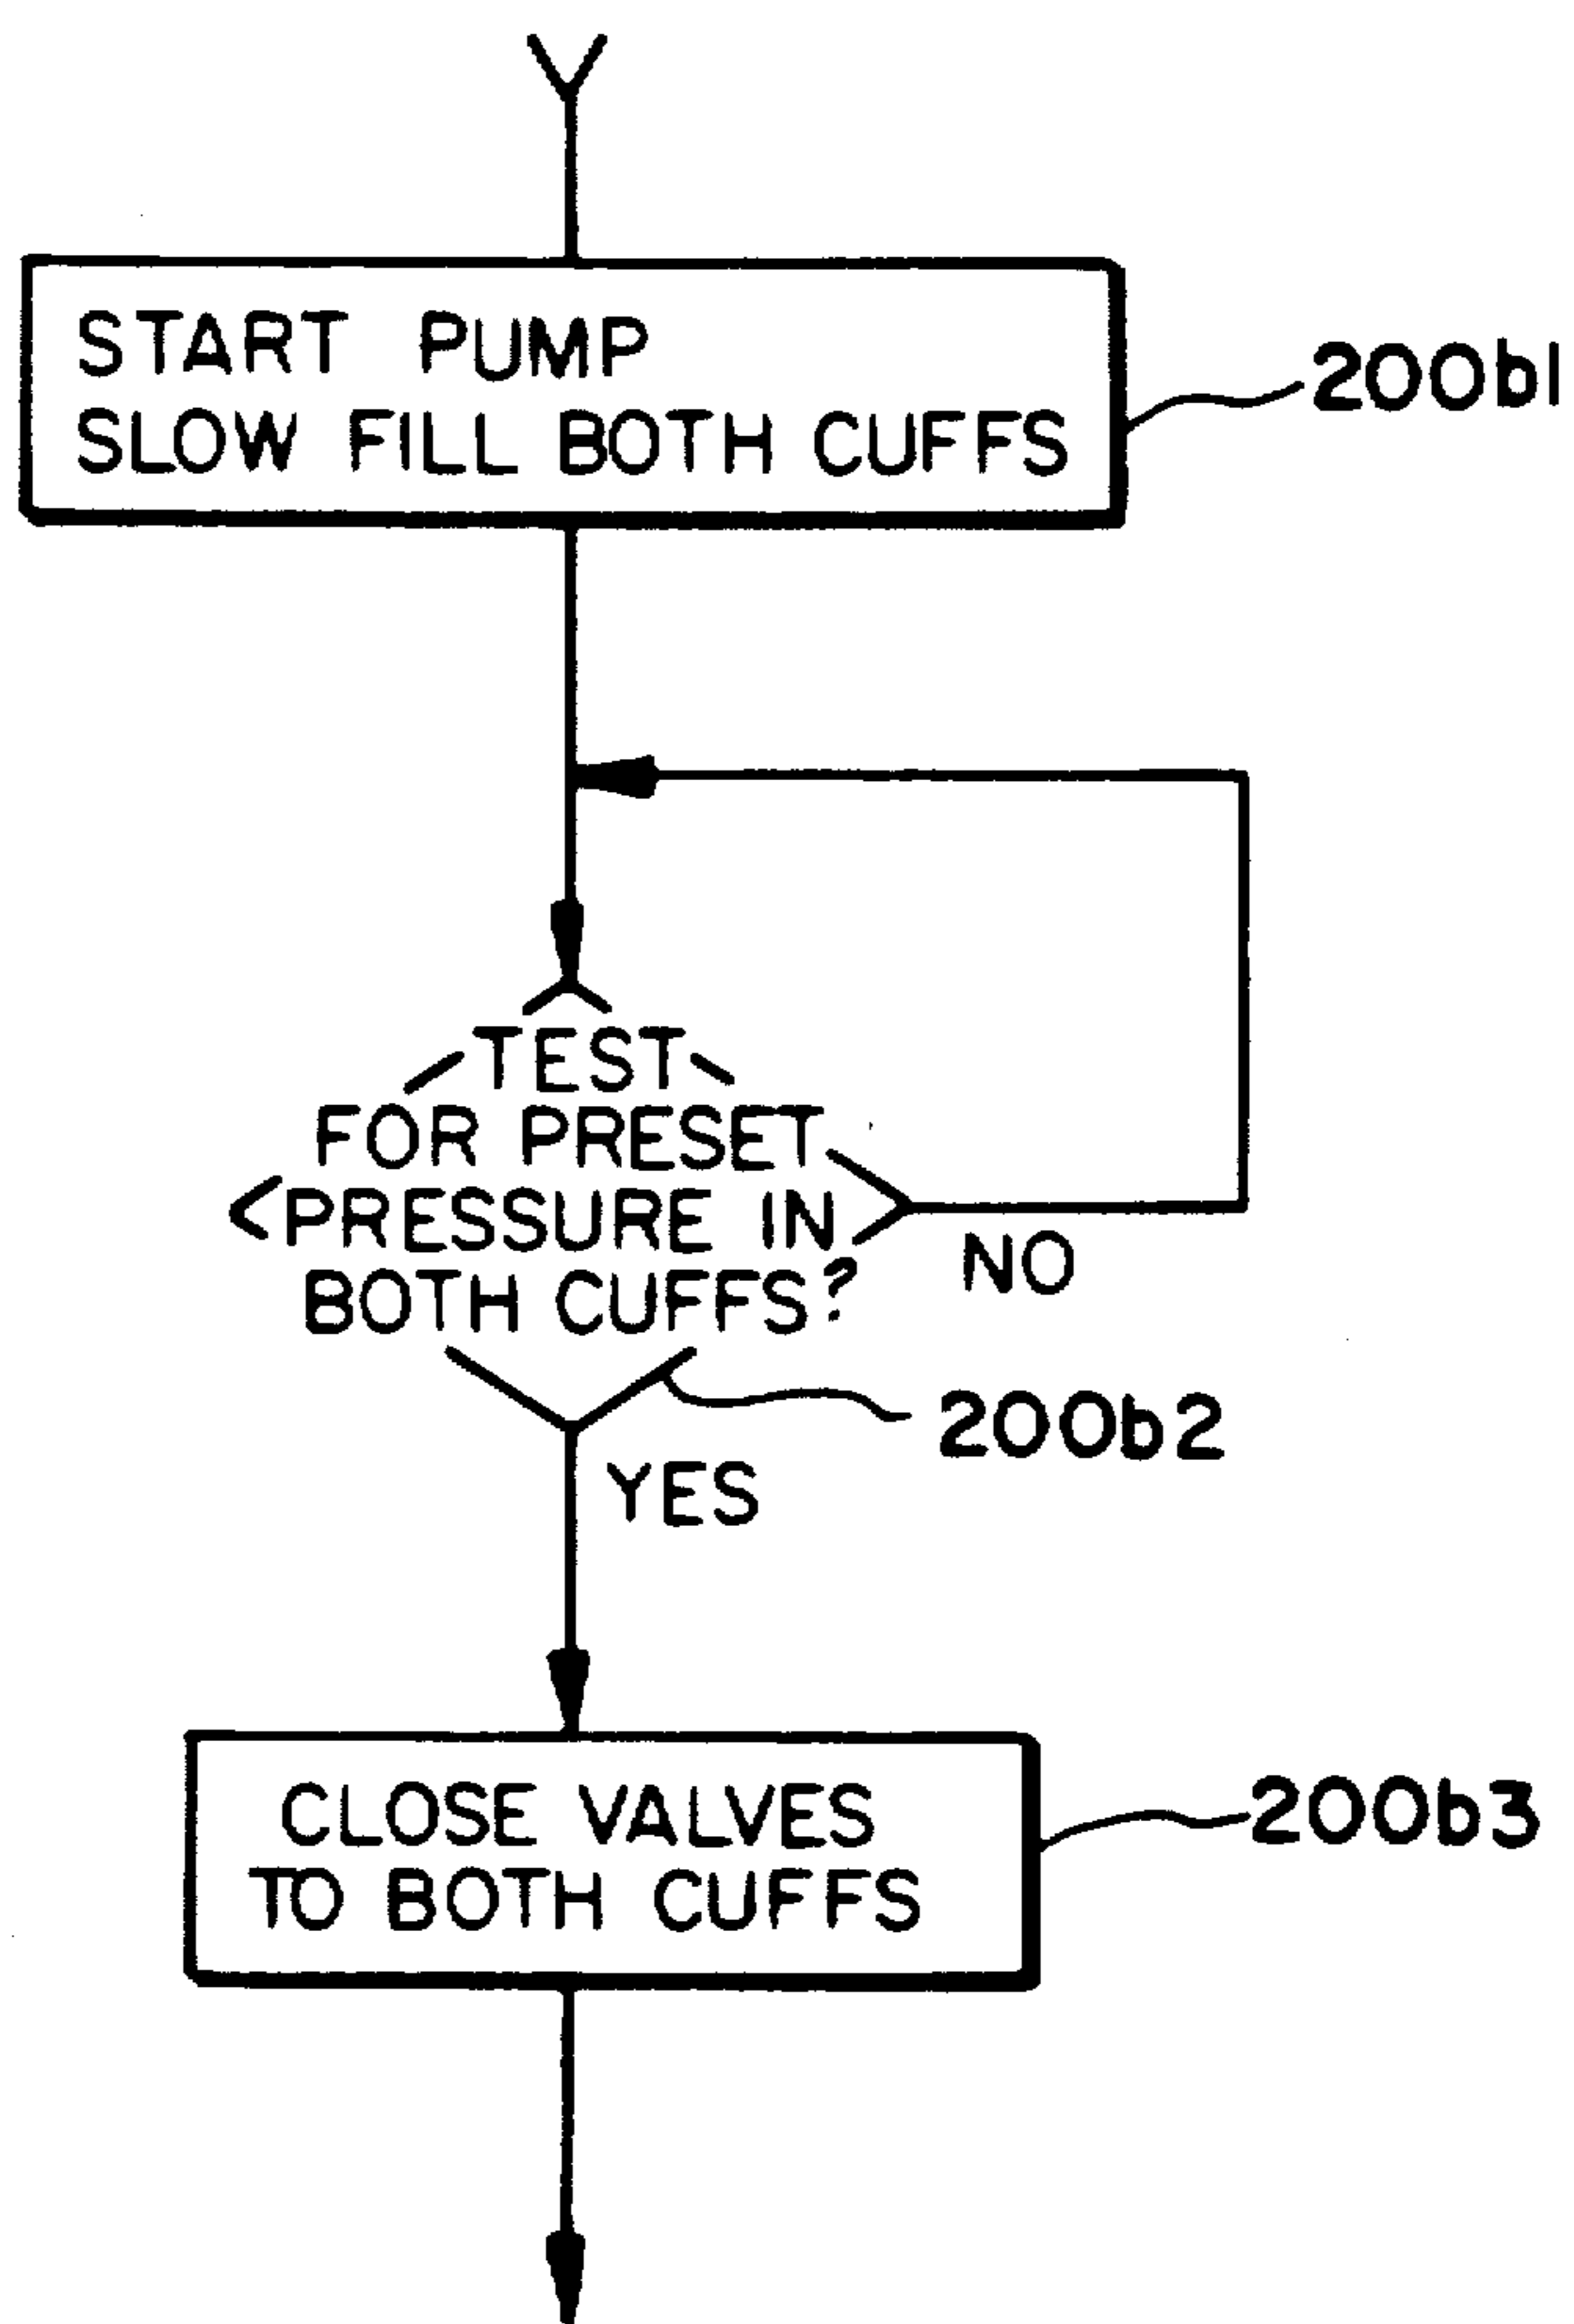 START PUMP
SLOW FILL BOTH CUFFS
200b1
TEST
FOR PRESET
PRESSURE IN
BOTH CUFFS?
NO
200b2
YES
CLOSE VALVES
TO BOTH CUFFS
200b3